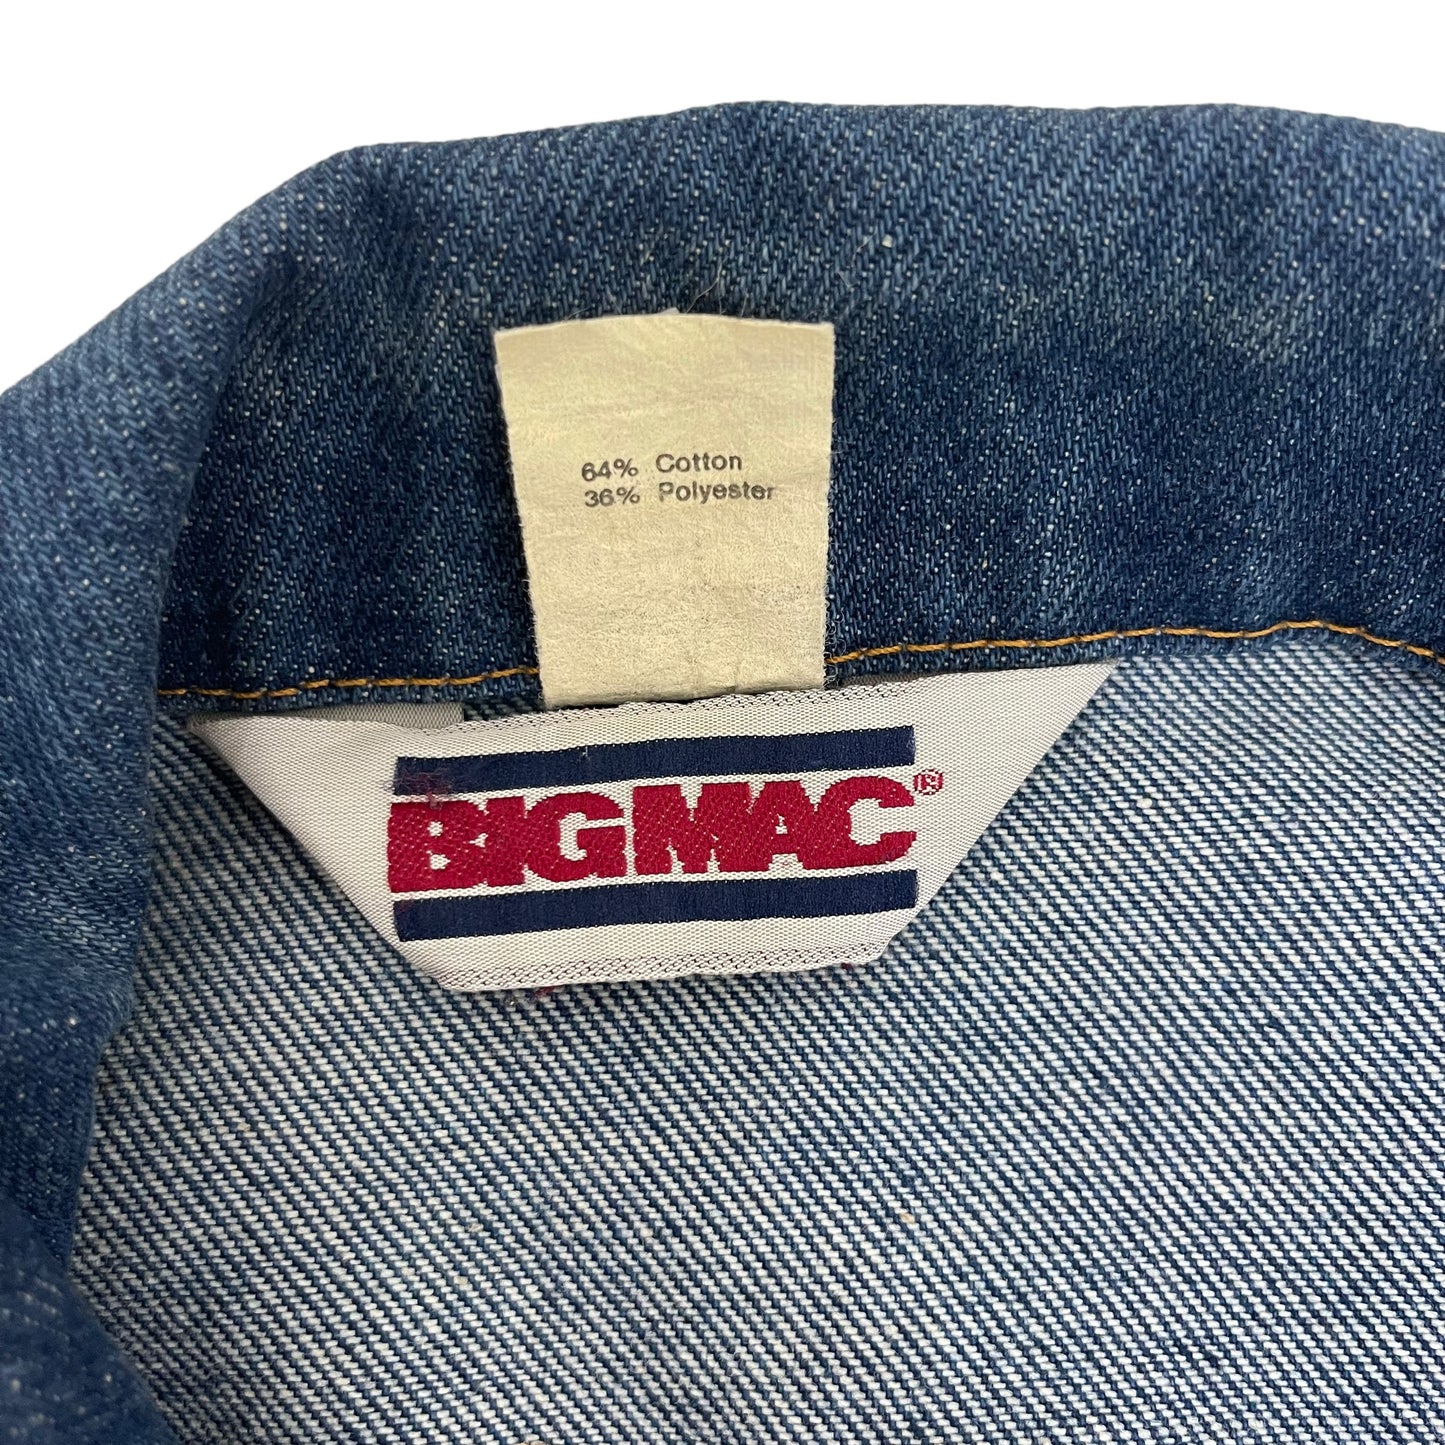 64% Cotton
36% Polyester
BIGMAC®